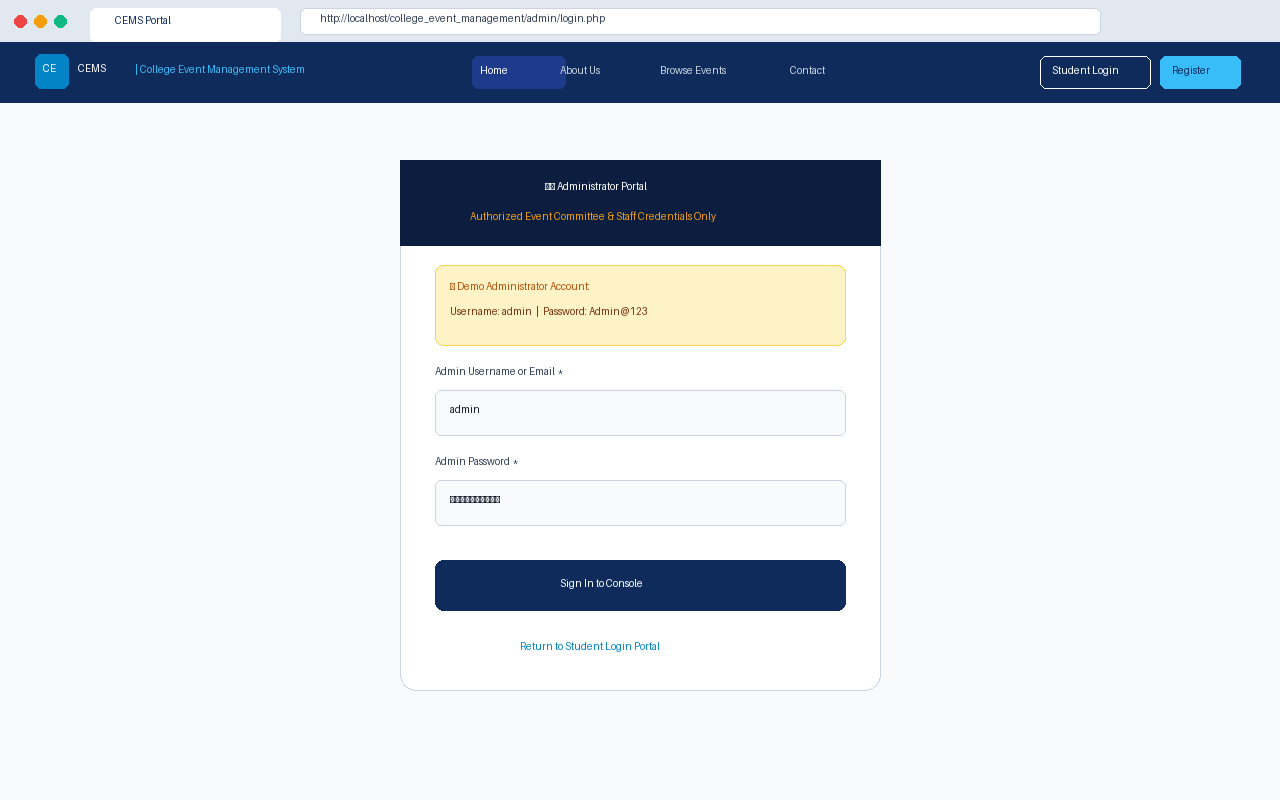 CEMS Portal
http://localhost/college_event_management/admin/login.php
CE CEMS | College Event Management System Home About Us Browse Events Contact Student Login Register
Administrator Portal
Authorized Event Committee & Staff Credentials Only
Demo Administrator Account:
Username: admin | Password: Admin@123
Admin Username or Email *
admin
Admin Password *
Sign In to Console
Return to Student Login Portal